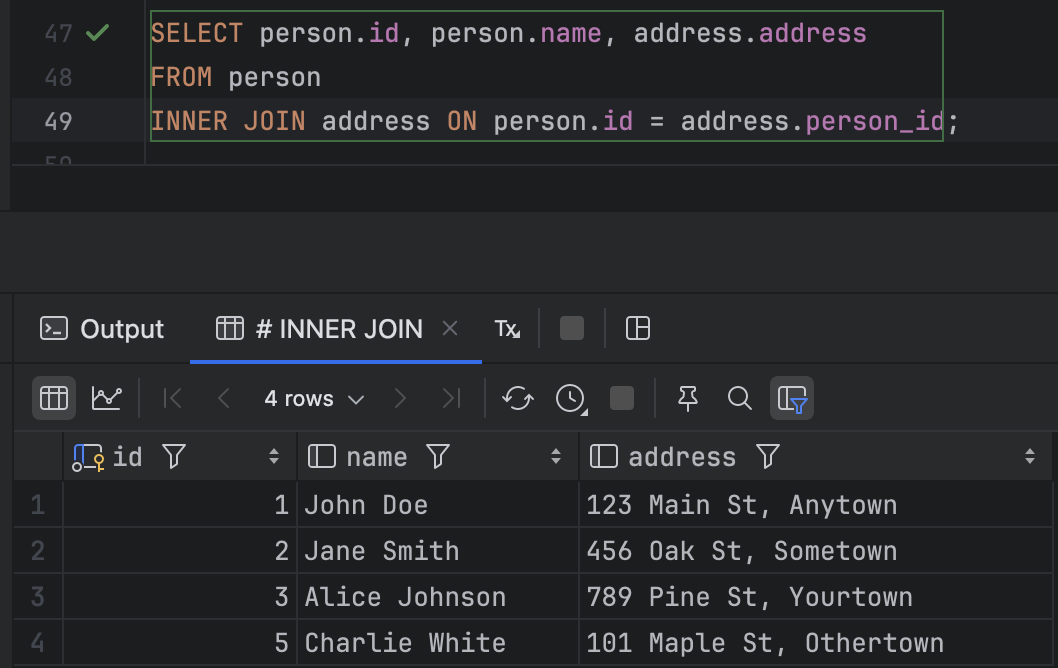 47 SELECT person.id, person.name, address.address
48 FROM person
49 INNER JOIN address ON person.id = address.person_id;
50
Output # INNER JOIN Tx
4 rows
id name address
1 1 John Doe 123 Main St, Anytown
2 2 Jane Smith 456 Oak St, Sometown
3 3 Alice Johnson 789 Pine St, Yourtown
4 5 Charlie White 101 Maple St, Othertown